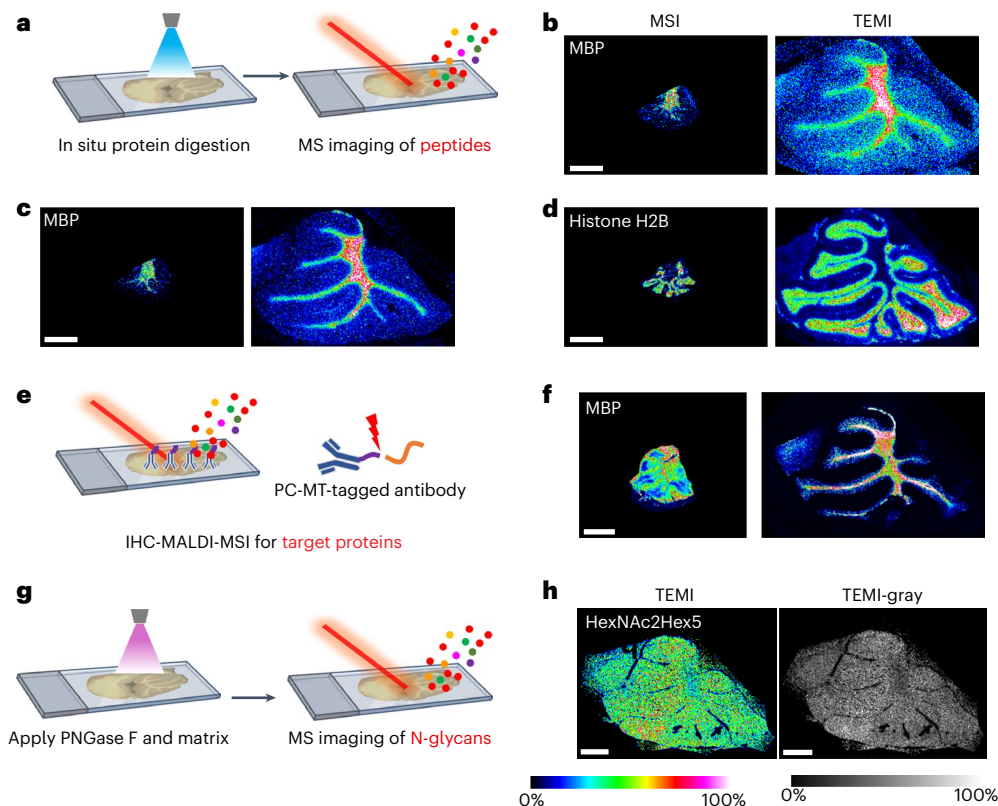 a
In situ protein digestion
MS imaging of peptides
b
MSI
TEMI
MBP
c
MBP
d
Histone H2B
e
PC-MT-tagged antibody
IHC-MALDI-MSI for target proteins
f
MBP
g
Apply PNGase F and matrix
MS imaging of N-glycans
h
TEMI
TEMI-gray
HexNAc2Hex5
0%
100%
0%
100%